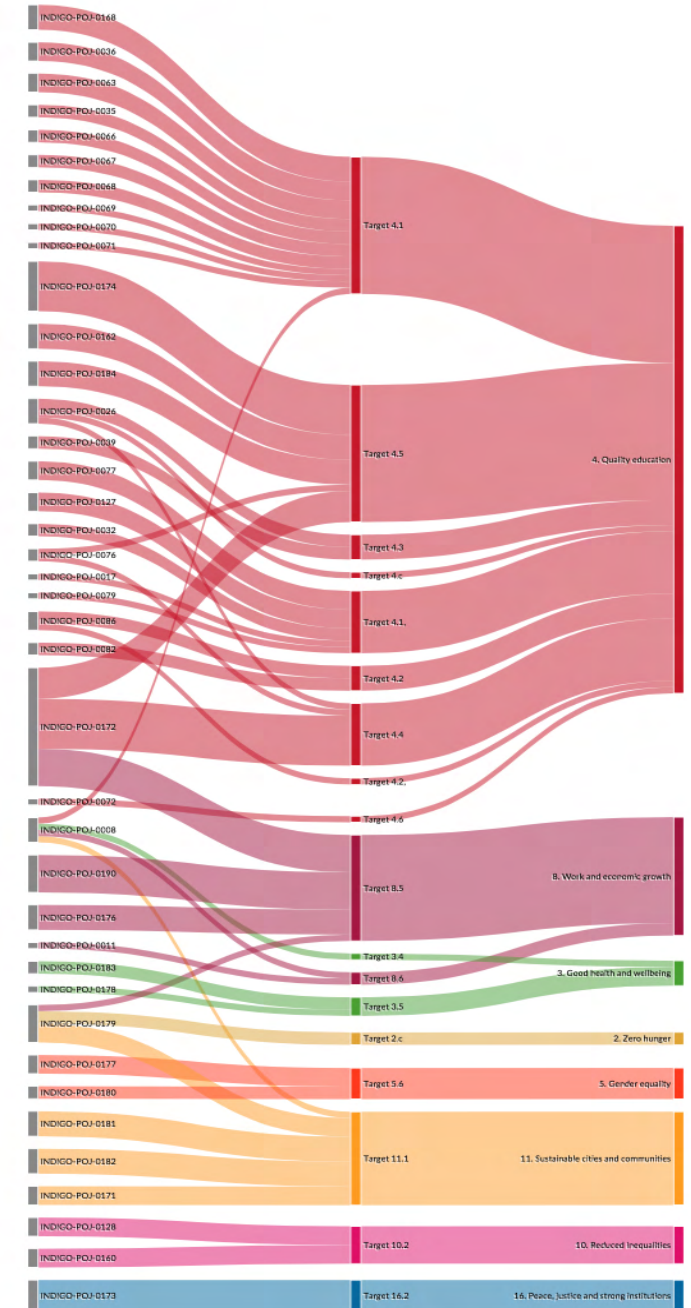 INDIGO-POJ-0168
INDIGO-POJ-0036
INDIGO-POJ-0063
INDIGO-POJ-0035
INDIGO-POJ-0066
INDIGO-POJ-0067
INDIGO-POJ-0068
INDIGO-POJ-0069
INDIGO-POJ-0070
INDIGO-POJ-0071
INDIGO-POJ-0174
INDIGO-POJ-0162
INDIGO-POJ-0184
INDIGO-POJ-0026
INDIGO-POJ-0039
INDIGO-POJ-0077
INDIGO-POJ-0127
INDIGO-POJ-0032
INDIGO-POJ-0076
INDIGO-POJ-0017
INDIGO-POJ-0079
INDIGO-POJ-0086
INDIGO-POJ-0082
INDIGO-POJ-0172
INDIGO-POJ-0072
INDIGO-POJ-0008
INDIGO-POJ-0190
INDIGO-POJ-0176
INDIGO-POJ-0011
INDIGO-POJ-0183
INDIGO-POJ-0178
INDIGO-POJ-0179
INDIGO-POJ-0177
INDIGO-POJ-0180
INDIGO-POJ-0181
INDIGO-POJ-0182
INDIGO-POJ-0171
INDIGO-POJ-0128
INDIGO-POJ-0160
INDIGO-POJ-0173
Target 4.1
Target 4.5
Target 4.3
Target 4.c
Target 4.1,
Target 4.2
Target 4.4
Target 4.2,
Target 4.6
Target 8.5
Target 3.4
Target 8.6
Target 3.5
Target 2.c
Target 5.6
Target 11.1
Target 10.2
Target 16.2
4. Quality education
8. Work and economic growth
3. Good health and wellbeing
2. Zero hunger
5. Gender equality
11. Sustainable cities and communities
10. Reduced inequalities
16. Peace, justice and strong institutions